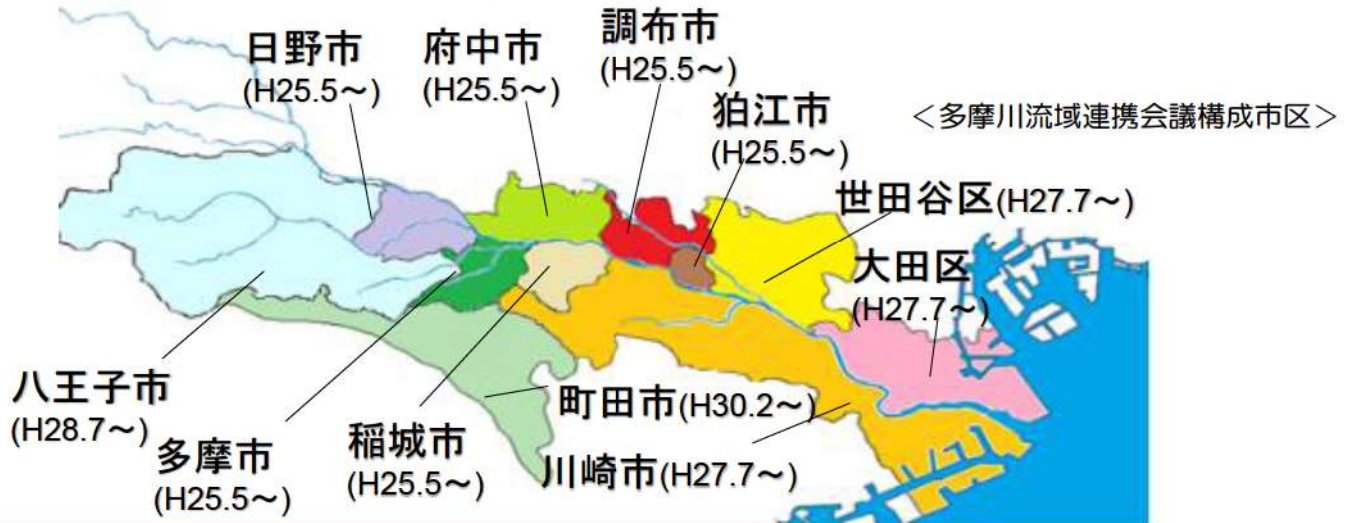 調布市
(H25.5～)
日野市
(H25.5～)
府中市
(H25.5～)
狛江市
(H25.5～)
＜多摩川流域連携会議構成市区＞
世田谷区(H27.7～)
大田区
(H27.7～)
八王子市
(H28.7～)
多摩市
(H25.5～)
稲城市
(H25.5～)
町田市(H30.2～)
川崎市(H27.7～)